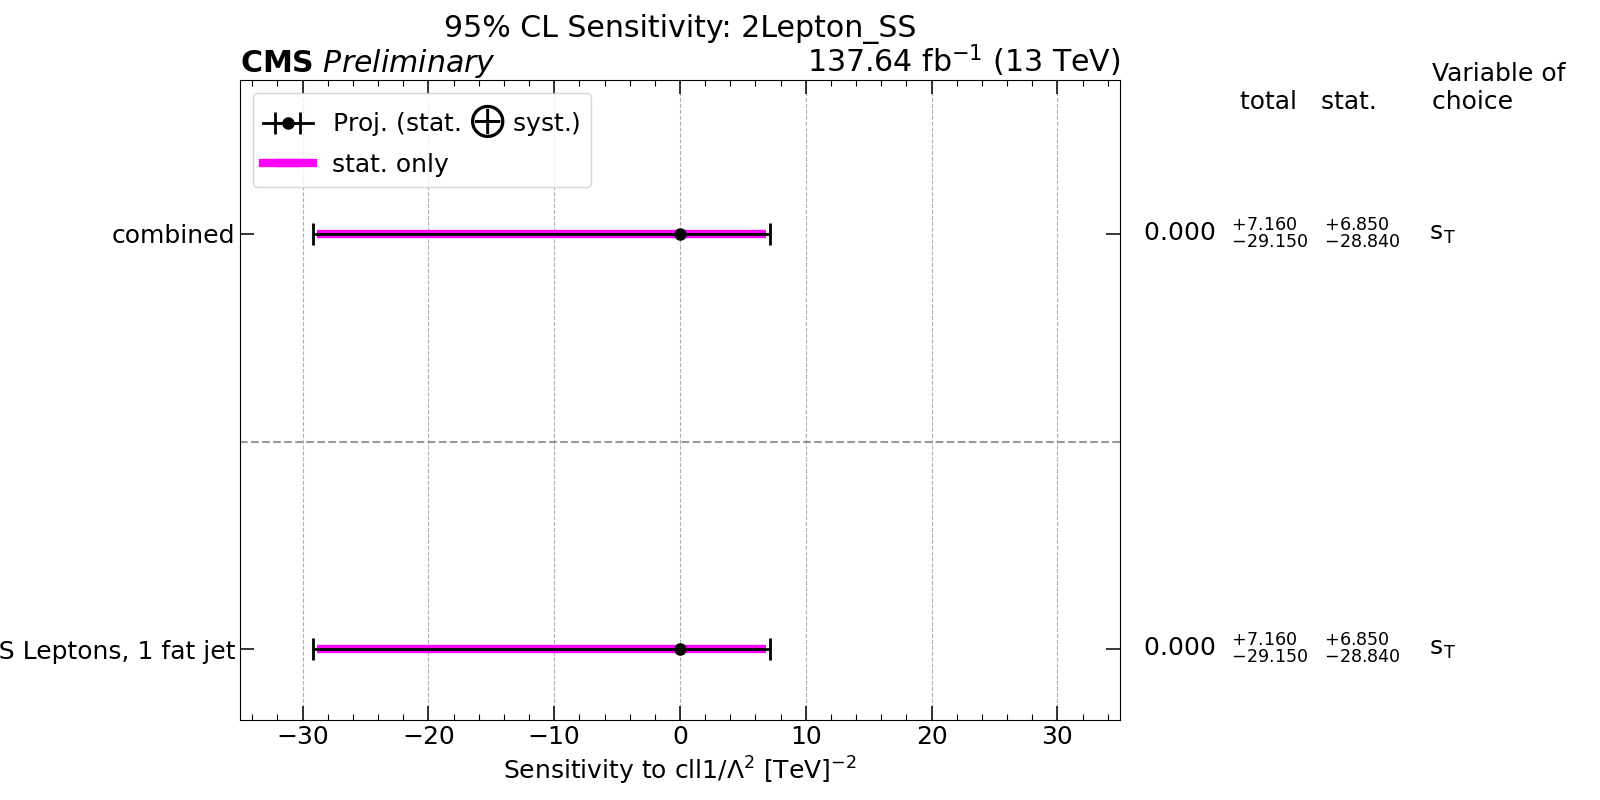 95% CL Sensitivity: 2Lepton_SS
CMS Preliminary 137.64 fb⁻¹ (13 TeV)
total stat. Variable of choice
Proj. (stat. ⊕ syst.)
stat. only
combined 0.000 +7.160 −29.150 +6.850 −28.840 s_T
S Leptons, 1 fat jet 0.000 +7.160 −29.150 +6.850 −28.840 s_T
−30 −20 −10 0 10 20 30
Sensitivity to cll1/Λ² [TeV]⁻²